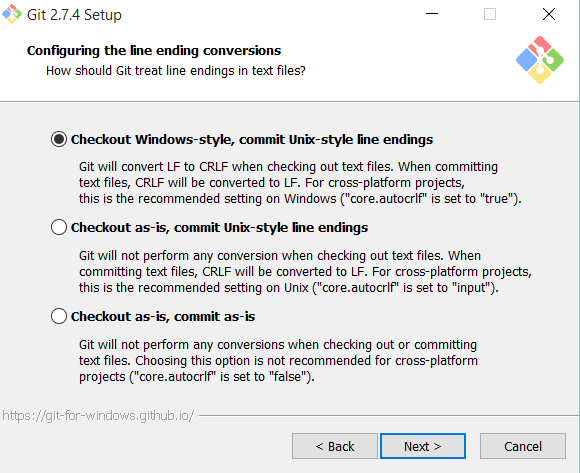 Git 2.7.4 Setup
Configuring the line ending conversions
How should Git treat line endings in text files?
Checkout Windows-style, commit Unix-style line endings
Git will convert LF to CRLF when checking out text files. When committing
text files, CRLF will be converted to LF. For cross-platform projects,
this is the recommended setting on Windows ("core.autocrlf" is set to "true").
Checkout as-is, commit Unix-style line endings
Git will not perform any conversion when checking out text files. When
committing text files, CRLF will be converted to LF. For cross-platform projects,
this is the recommended setting on Unix ("core.autocrlf" is set to "input").
Checkout as-is, commit as-is
Git will not perform any conversions when checking out or committing
text files. Choosing this option is not recommended for cross-platform
projects ("core.autocrlf" is set to "false").
https://git-for-windows.github.io/
< Back Next > Cancel